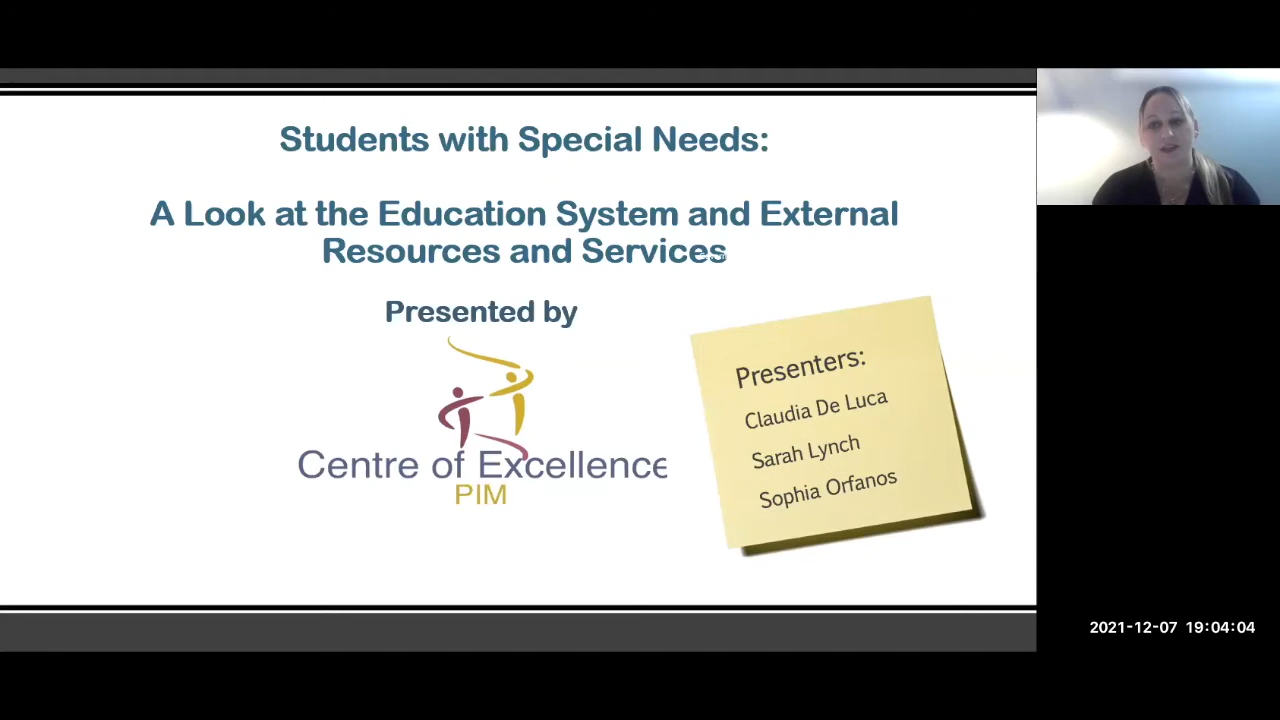 Students with Special Needs:
A Look at the Education System and External
Resources and Services
Presented by
Centre of Excellence
PIM
Presenters:
Claudia De Luca
Sarah Lynch
Sophia Orfanos
2021-12-07 19:04:04